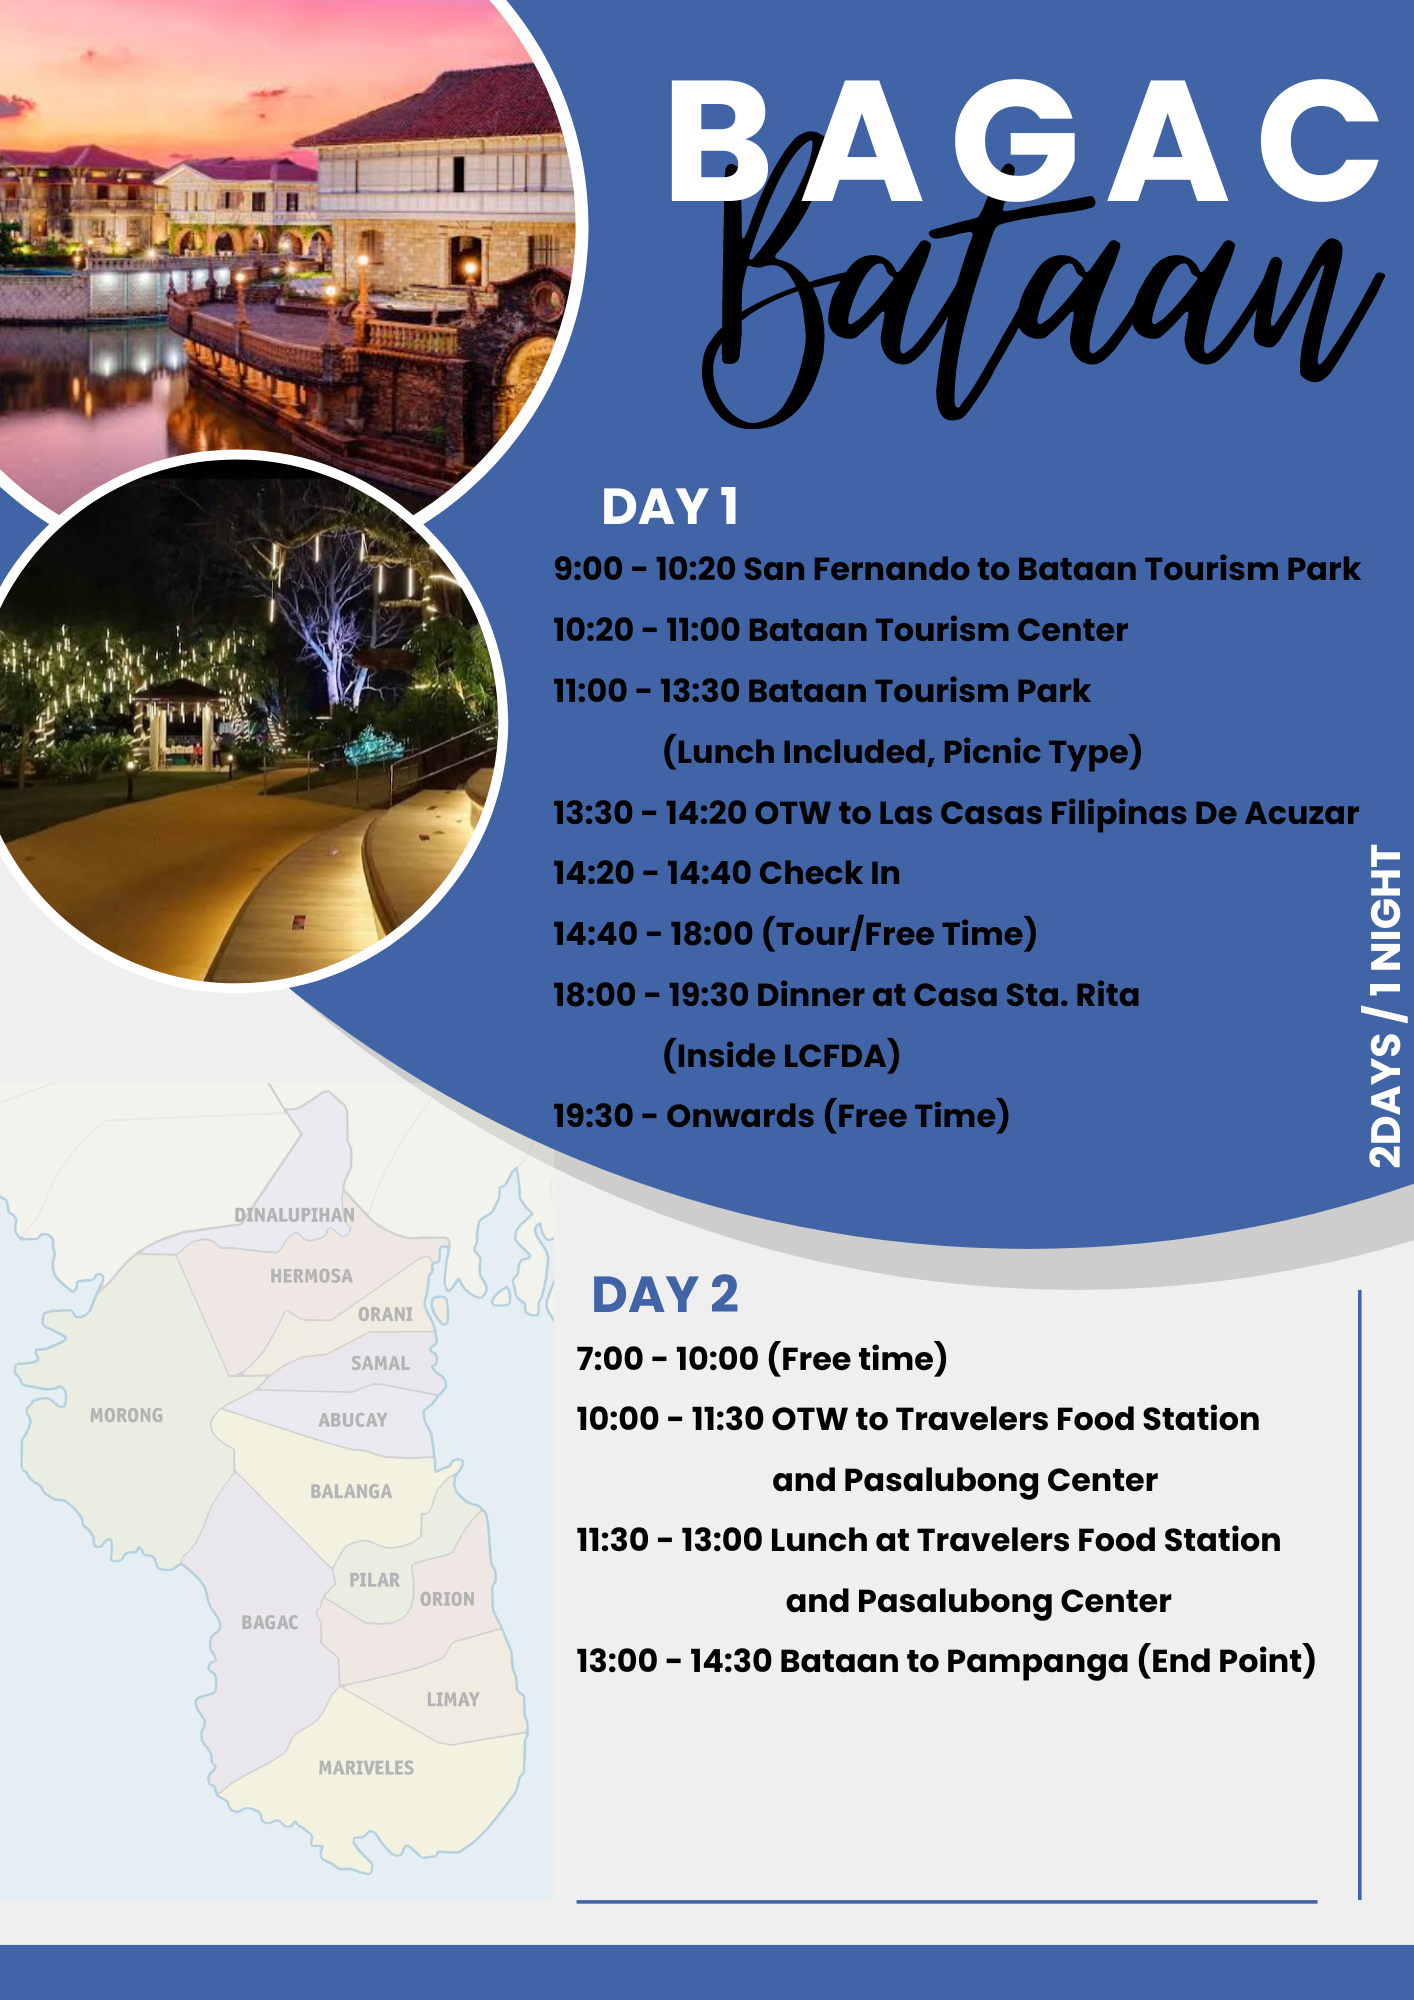 BAGAC
Bataan
DAY 1
9:00 - 10:20 San Fernando to Bataan Tourism Park
10:20 - 11:00 Bataan Tourism Center
11:00 - 13:30 Bataan Tourism Park
(Lunch Included, Picnic Type)
13:30 - 14:20 OTW to Las Casas Filipinas De Acuzar
14:20 - 14:40 Check In
14:40 - 18:00 (Tour/Free Time)
18:00 - 19:30 Dinner at Casa Sta. Rita
(Inside LCFDA)
19:30 - Onwards (Free Time)
2DAYS / 1 NIGHT
DAY 2
7:00 - 10:00 (Free time)
10:00 - 11:30 OTW to Travelers Food Station
and Pasalubong Center
11:30 - 13:00 Lunch at Travelers Food Station
and Pasalubong Center
13:00 - 14:30 Bataan to Pampanga (End Point)
DINALUPIHAN
HERMOSA
ORANI
SAMAL
MORONG
ABUCAY
BALANGA
PILAR
ORION
BAGAC
LIMAY
MARIVELES